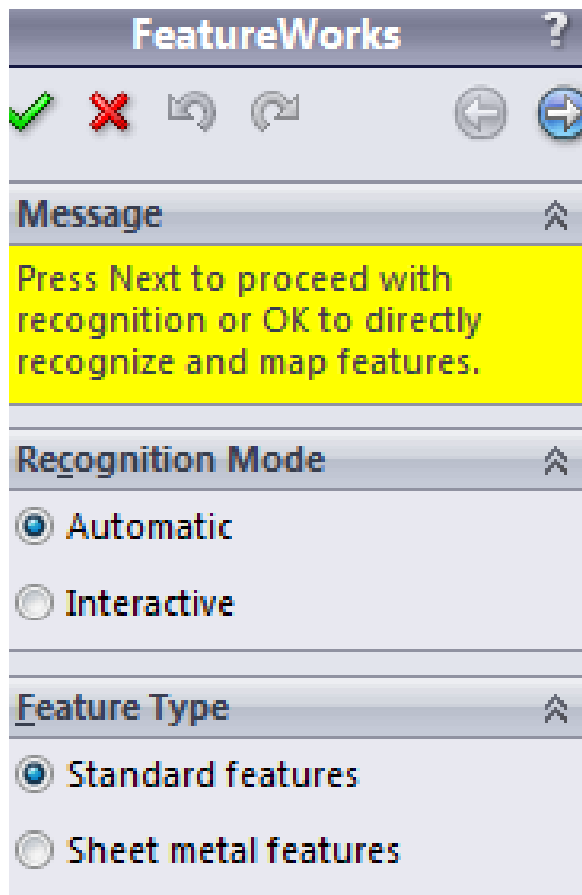 FeatureWorks ?
Message
Press Next to proceed with
recognition or OK to directly
recognize and map features.
Recognition Mode
Automatic
Interactive
Feature Type
Standard features
Sheet metal features